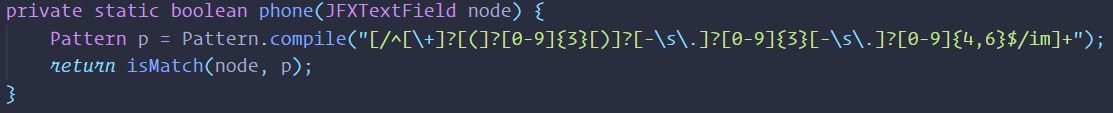 private static boolean phone(JFXTextField node) {
    Pattern p = Pattern.compile("[/^[\+]?[(]?[0-9]{3}[)]?[-\s\.]?[0-9]{3}[-\s\.]?[0-9]{4,6}$/im]+");
    return isMatch(node, p);
}